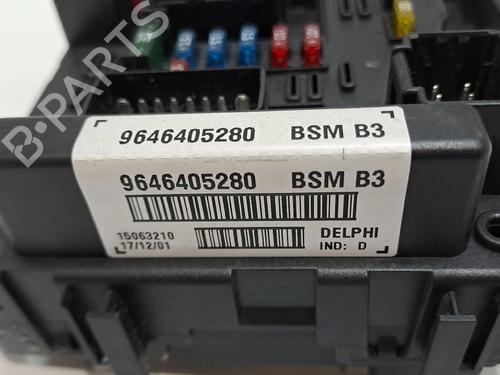 9646405280 BSM B3
9646405280 BSM B3
15063210 DELPHI
17/12/01 IND: D
B-PARTS